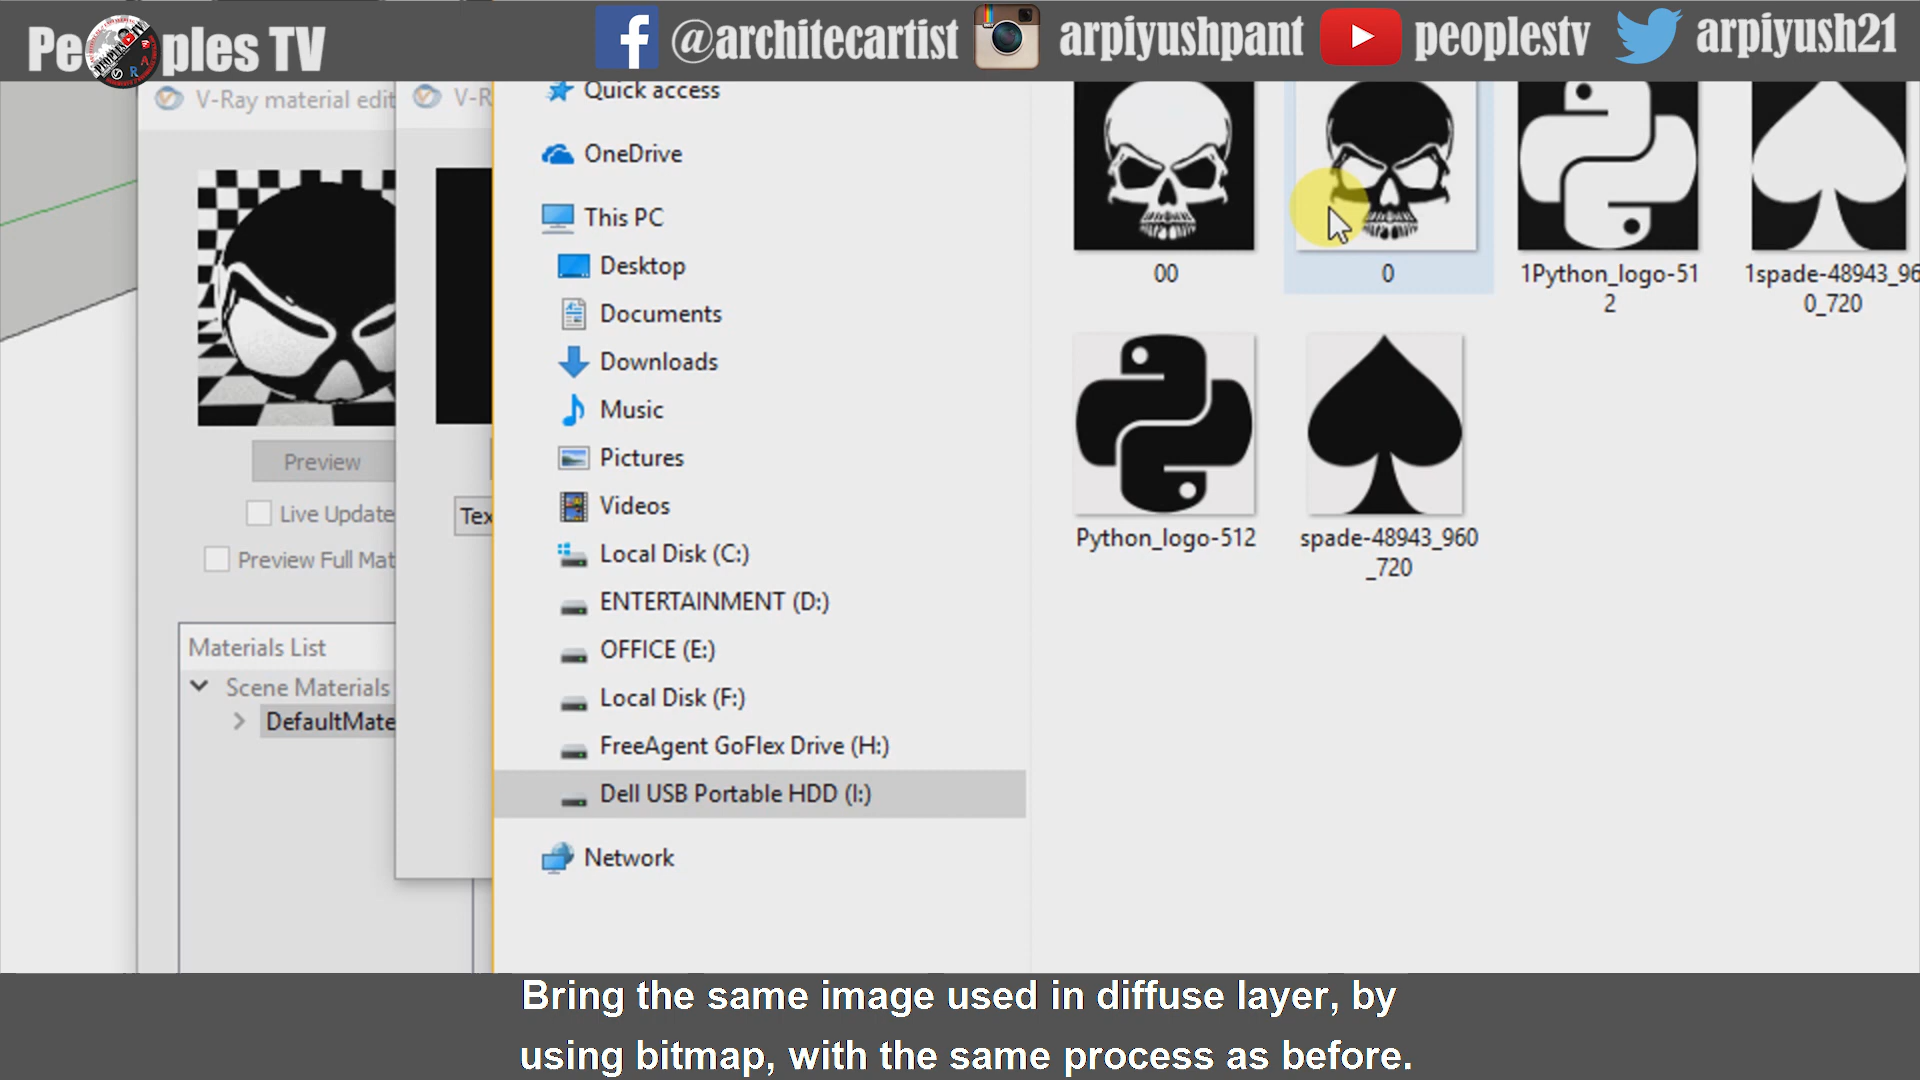 Peoples TV
@architecartist
arpiyushpant
peoplestv
arpiyush21
V-Ray material edit
V-R
Preview
Live Update
Preview Full Mat
Tex
Materials List
Scene Materials
DefaultMate
Quick access
OneDrive
This PC
Desktop
Documents
Downloads
Music
Pictures
Videos
Local Disk (C:)
ENTERTAINMENT (D:)
OFFICE (E:)
Local Disk (F:)
FreeAgent GoFlex Drive (H:)
Dell USB Portable HDD (I:)
Network
00
0
1Python_logo-51
2
1spade-48943_96
0_720
Python_logo-512
spade-48943_960
_720
Bring the same image used in diffuse layer, by
using bitmap, with the same process as before.